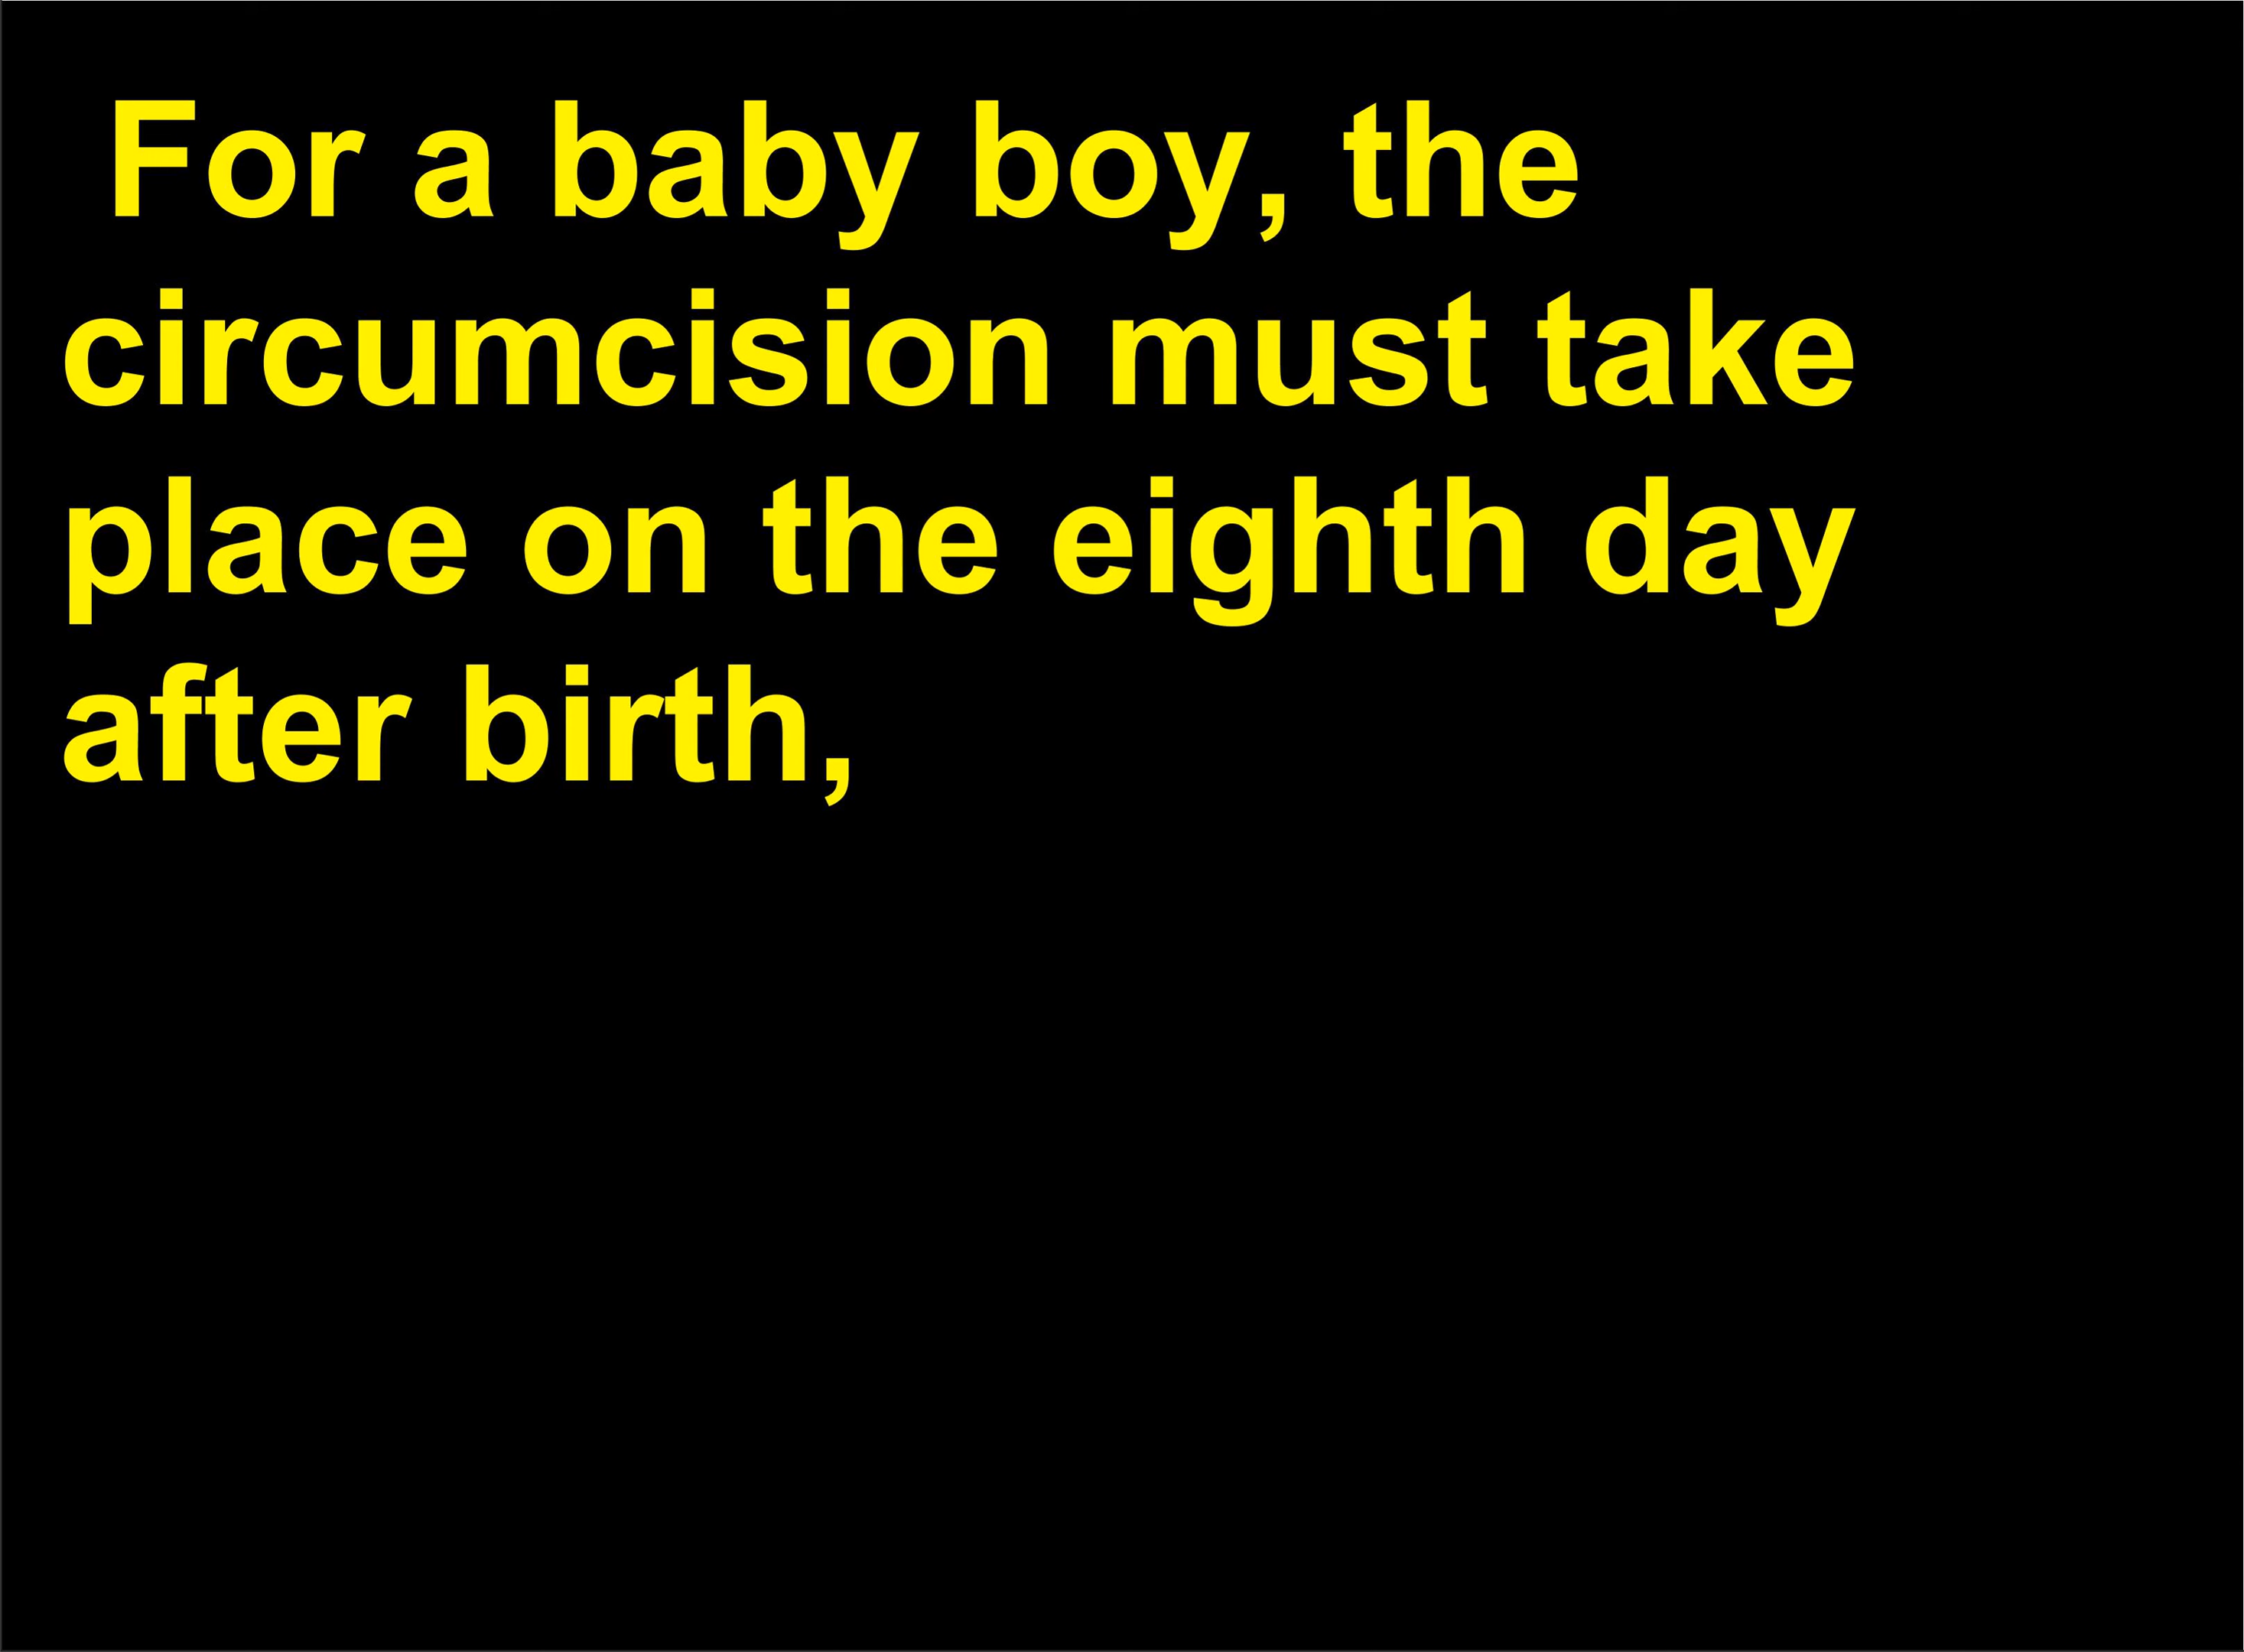 For a baby boy, the
circumcision must take
place on the eighth day
after birth,